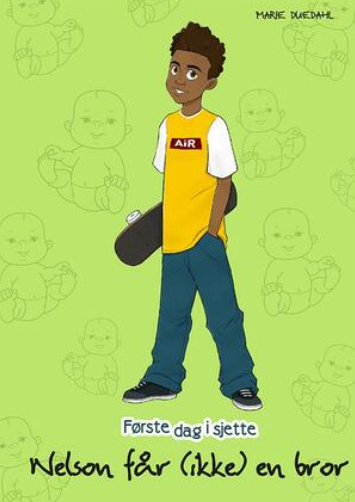 MARIE DUEDAHL
AIR
Første dag i sjette
Nelson får (ikke) en bror